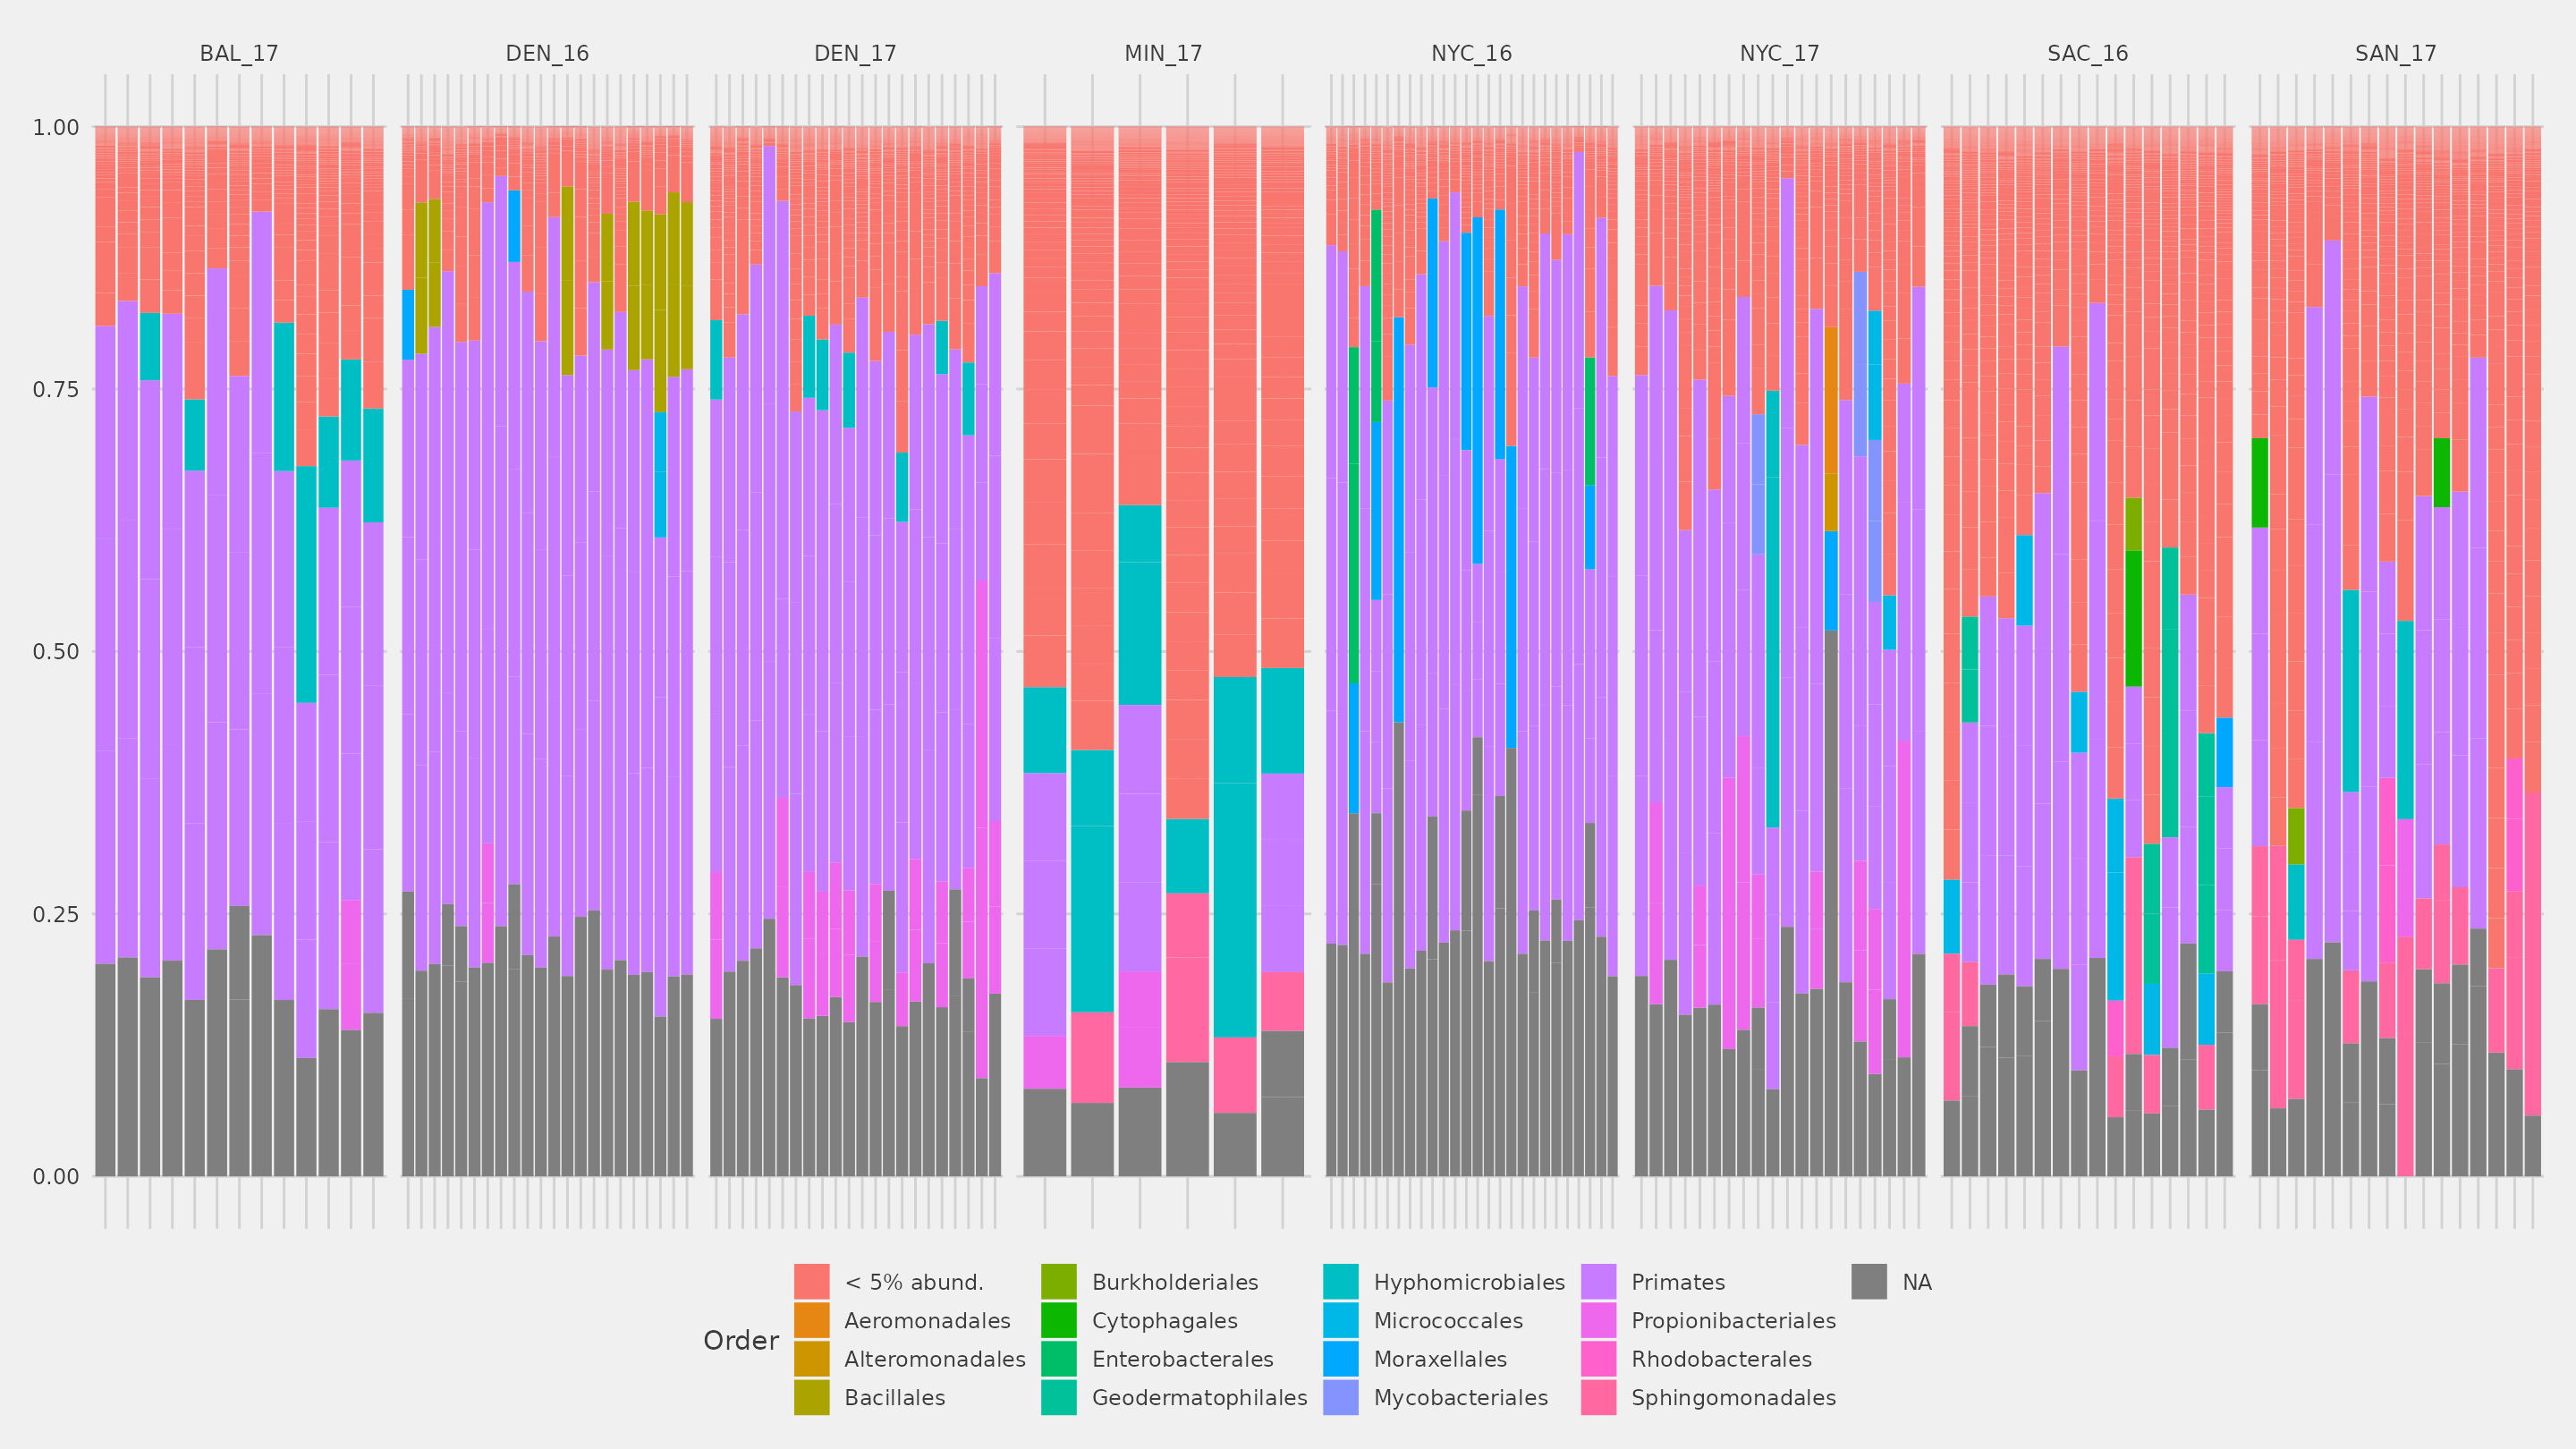 BAL_17 DEN_16 DEN_17 MIN_17 NYC_16 NYC_17 SAC_16 SAN_17
1.00
0.75
0.50
0.25
0.00
Order
< 5% abund.
Aeromonadales
Alteromonadales
Bacillales
Burkholderiales
Cytophagales
Enterobacterales
Geodermatophilales
Hyphomicrobiales
Micrococcales
Moraxellales
Mycobacteriales
Primates
Propionibacteriales
Rhodobacterales
Sphingomonadales
NA